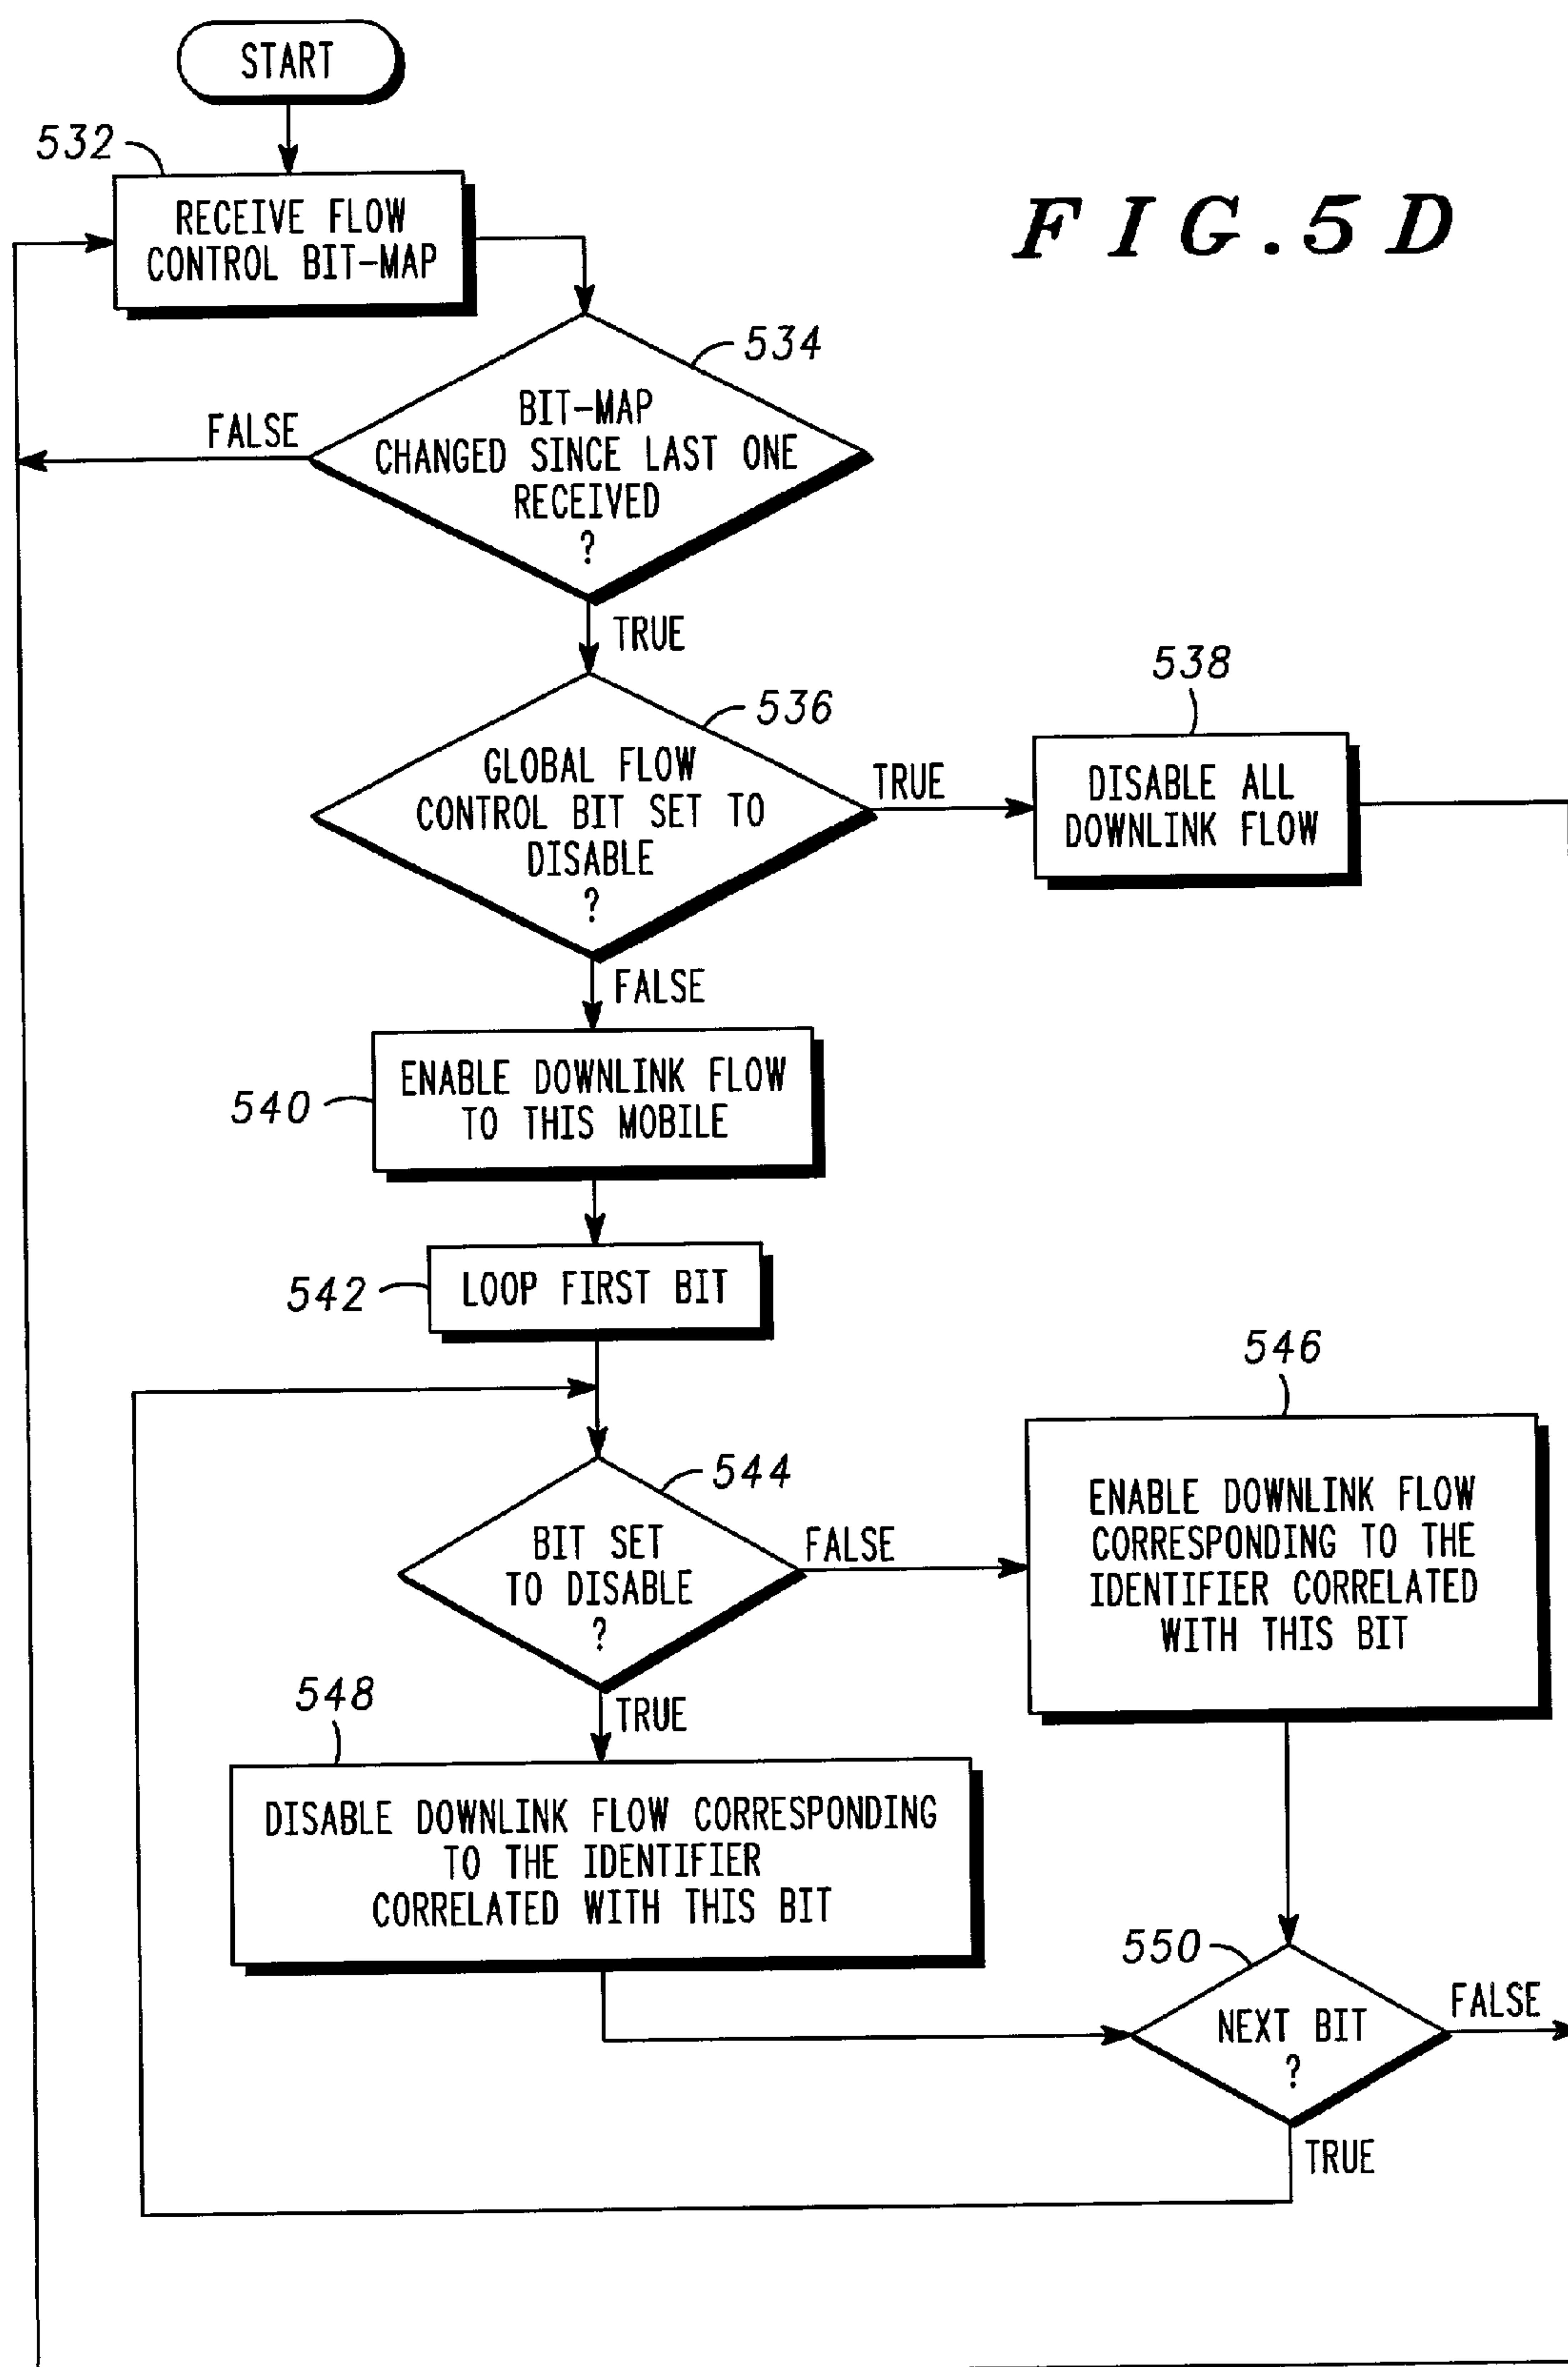 START
532
RECEIVE FLOW
CONTROL BIT-MAP
FIG.5D
534
BIT-MAP
CHANGED SINCE LAST ONE
RECEIVED
?
FALSE
TRUE
536
GLOBAL FLOW
CONTROL BIT SET TO
DISABLE
?
TRUE
538
DISABLE ALL
DOWNLINK FLOW
FALSE
540
ENABLE DOWNLINK FLOW
TO THIS MOBILE
542
LOOP FIRST BIT
544
BIT SET
TO DISABLE
?
FALSE
546
ENABLE DOWNLINK FLOW
CORRESPONDING TO THE
IDENTIFIER CORRELATED
WITH THIS BIT
TRUE
548
DISABLE DOWNLINK FLOW CORRESPONDING
TO THE IDENTIFIER
CORRELATED WITH THIS BIT
550
NEXT BIT
?
FALSE
TRUE